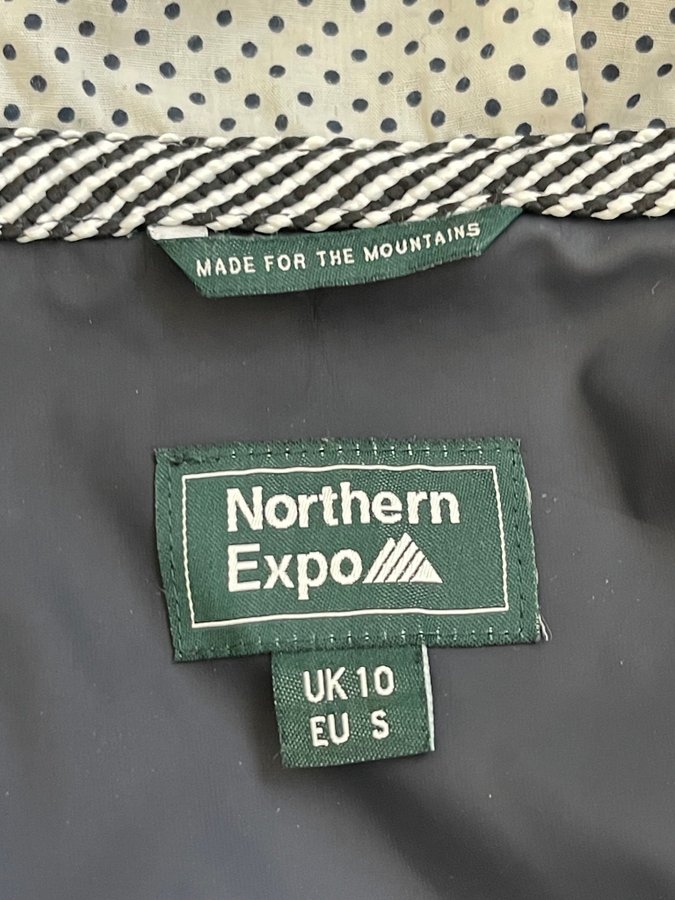 MADE FOR THE MOUNTAINS
Northern
Expo
UK 10
EU S